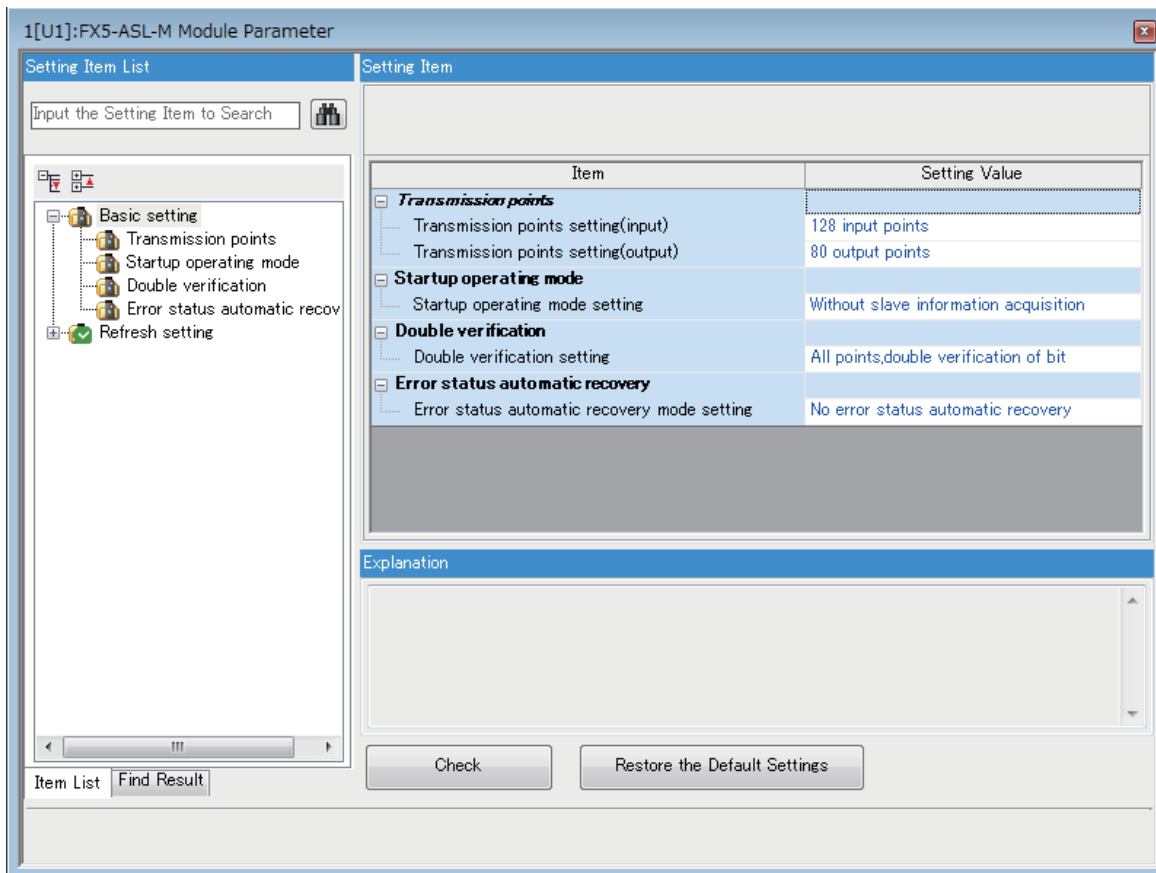 1[U1]:FX5-ASL-M Module Parameter
Setting Item List
Input the Setting Item to Search
Basic setting
Transmission points
Startup operating mode
Double verification
Error status automatic recov
Refresh setting
Item List
Find Result
Setting Item
Item Setting Value
Transmission points
Transmission points setting(input) 128 input points
Transmission points setting(output) 80 output points
Startup operating mode
Startup operating mode setting Without slave information acquisition
Double verification
Double verification setting All points,double verification of bit
Error status automatic recovery
Error status automatic recovery mode setting No error status automatic recovery
Explanation
Check
Restore the Default Settings